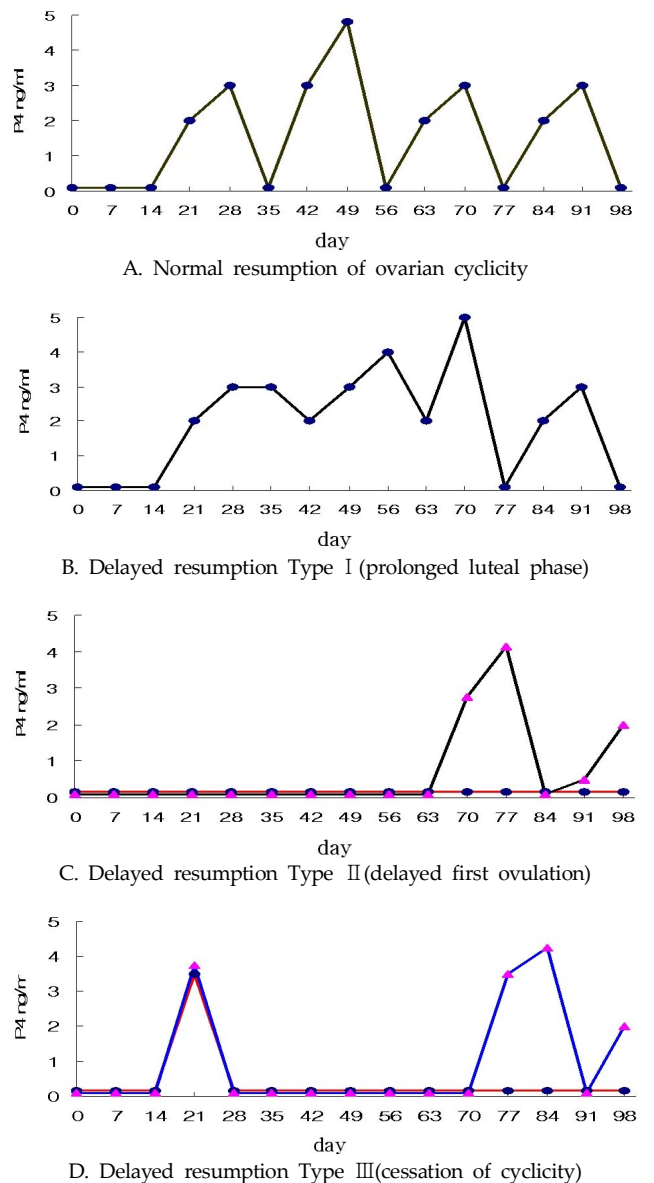 5
4
3
2
1
0
P4 ng/ml
0 7 14 21 28 35 42 49 56 63 70 77 84 91 98
day
A. Normal resumption of ovarian cyclicity
5
4
3
2
1
0
P4 ng/ml
0 7 14 21 28 35 42 49 56 63 70 77 84 91 98
day
B. Delayed resumption Type Ⅰ(prolonged luteal phase)
5
4
3
2
1
0
P4 ng/ml
0 7 14 21 28 35 42 49 56 63 70 77 84 91 98
day
C. Delayed resumption Type Ⅱ(delayed first ovulation)
5
4
3
2
1
0
P4 ng/m
0 7 14 21 28 35 42 49 56 63 70 77 84 91 98
day
D. Delayed resumption Type Ⅲ(cessation of cyclicity)